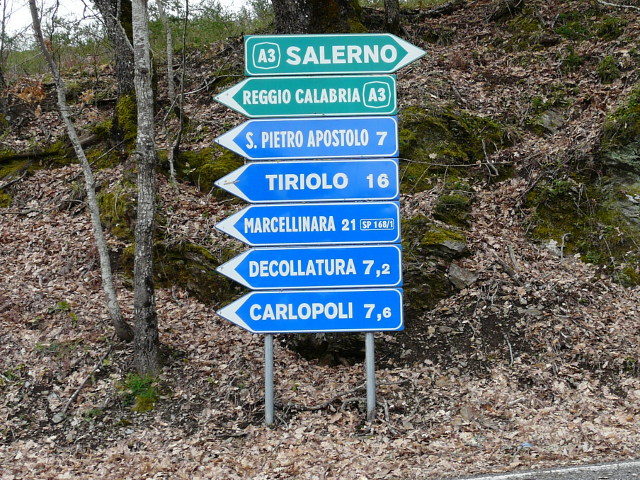 A3 SALERNO
REGGIO CALABRIA A3
S. PIETRO APOSTOLO 7
TIRIOLO 16
MARCELLINARA 21 SP 168/1
DECOLLATURA 7,2
CARLOPOLI 7,6